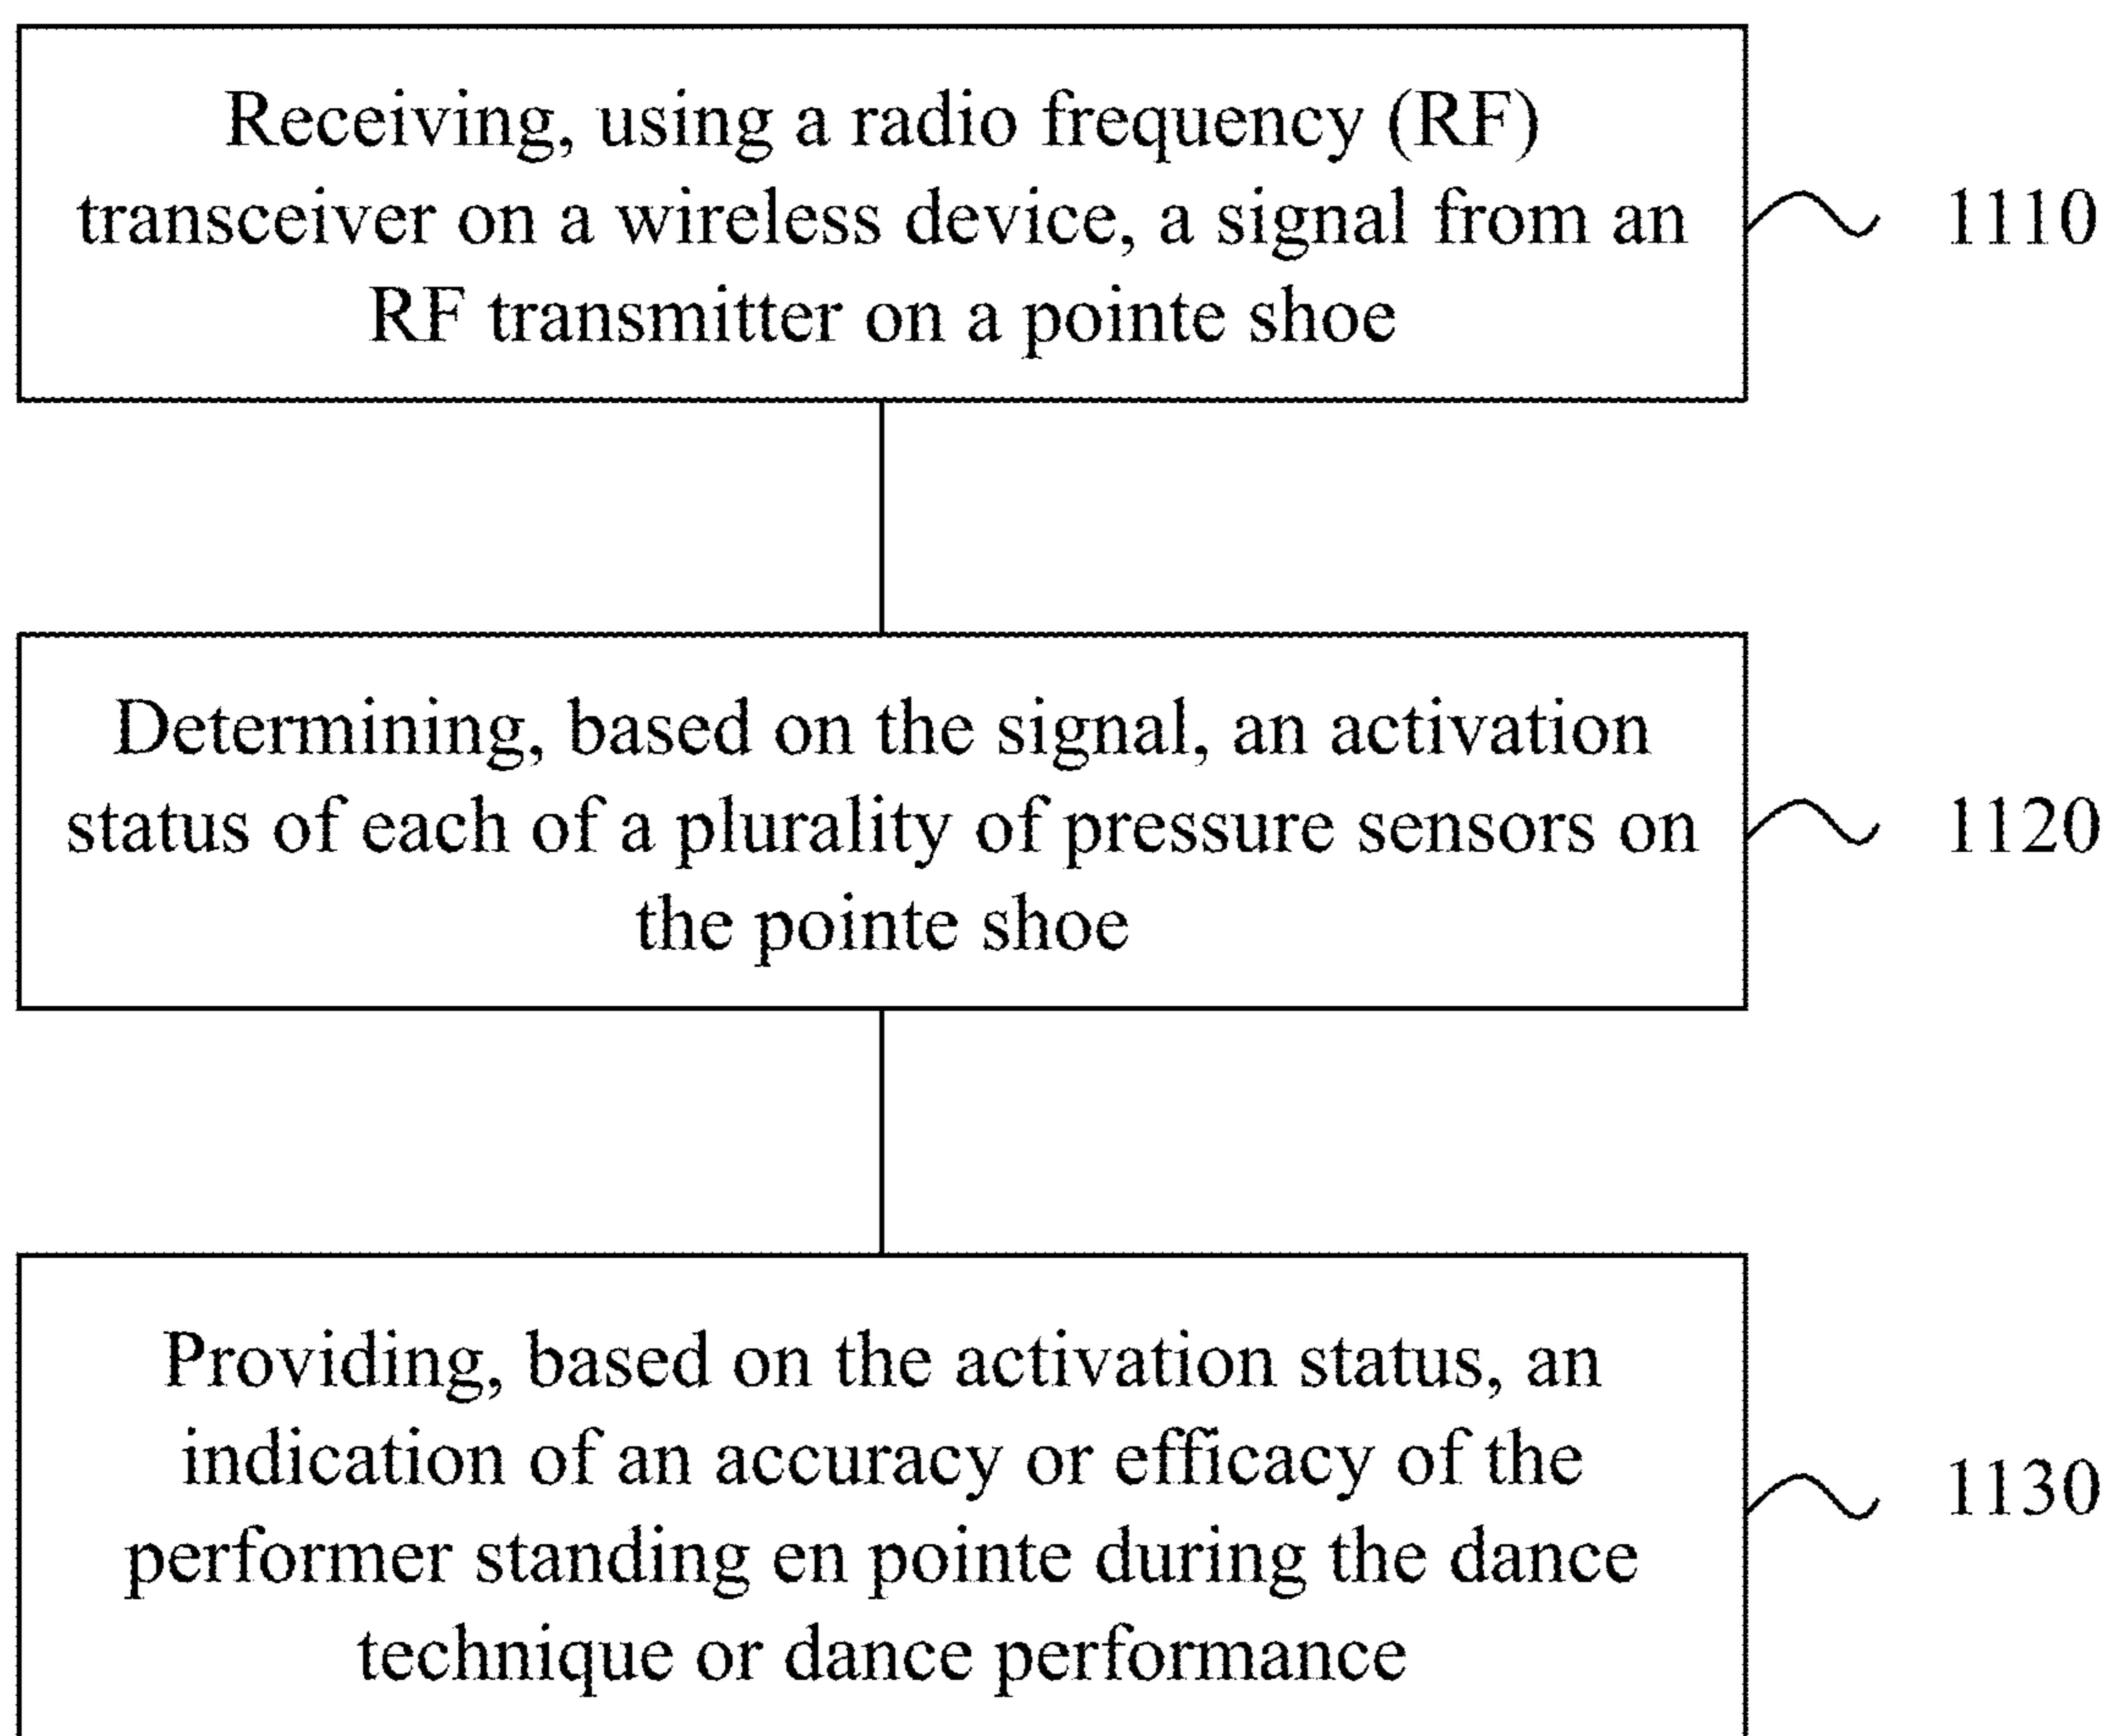 Receiving, using a radio frequency (RF)
transceiver on a wireless device, a signal from an
RF transmitter on a pointe shoe
1110
Determining, based on the signal, an activation
status of each of a plurality of pressure sensors on
the pointe shoe
1120
Providing, based on the activation status, an
indication of an accuracy or efficacy of the
performer standing en pointe during the dance
technique or dance performance
1130